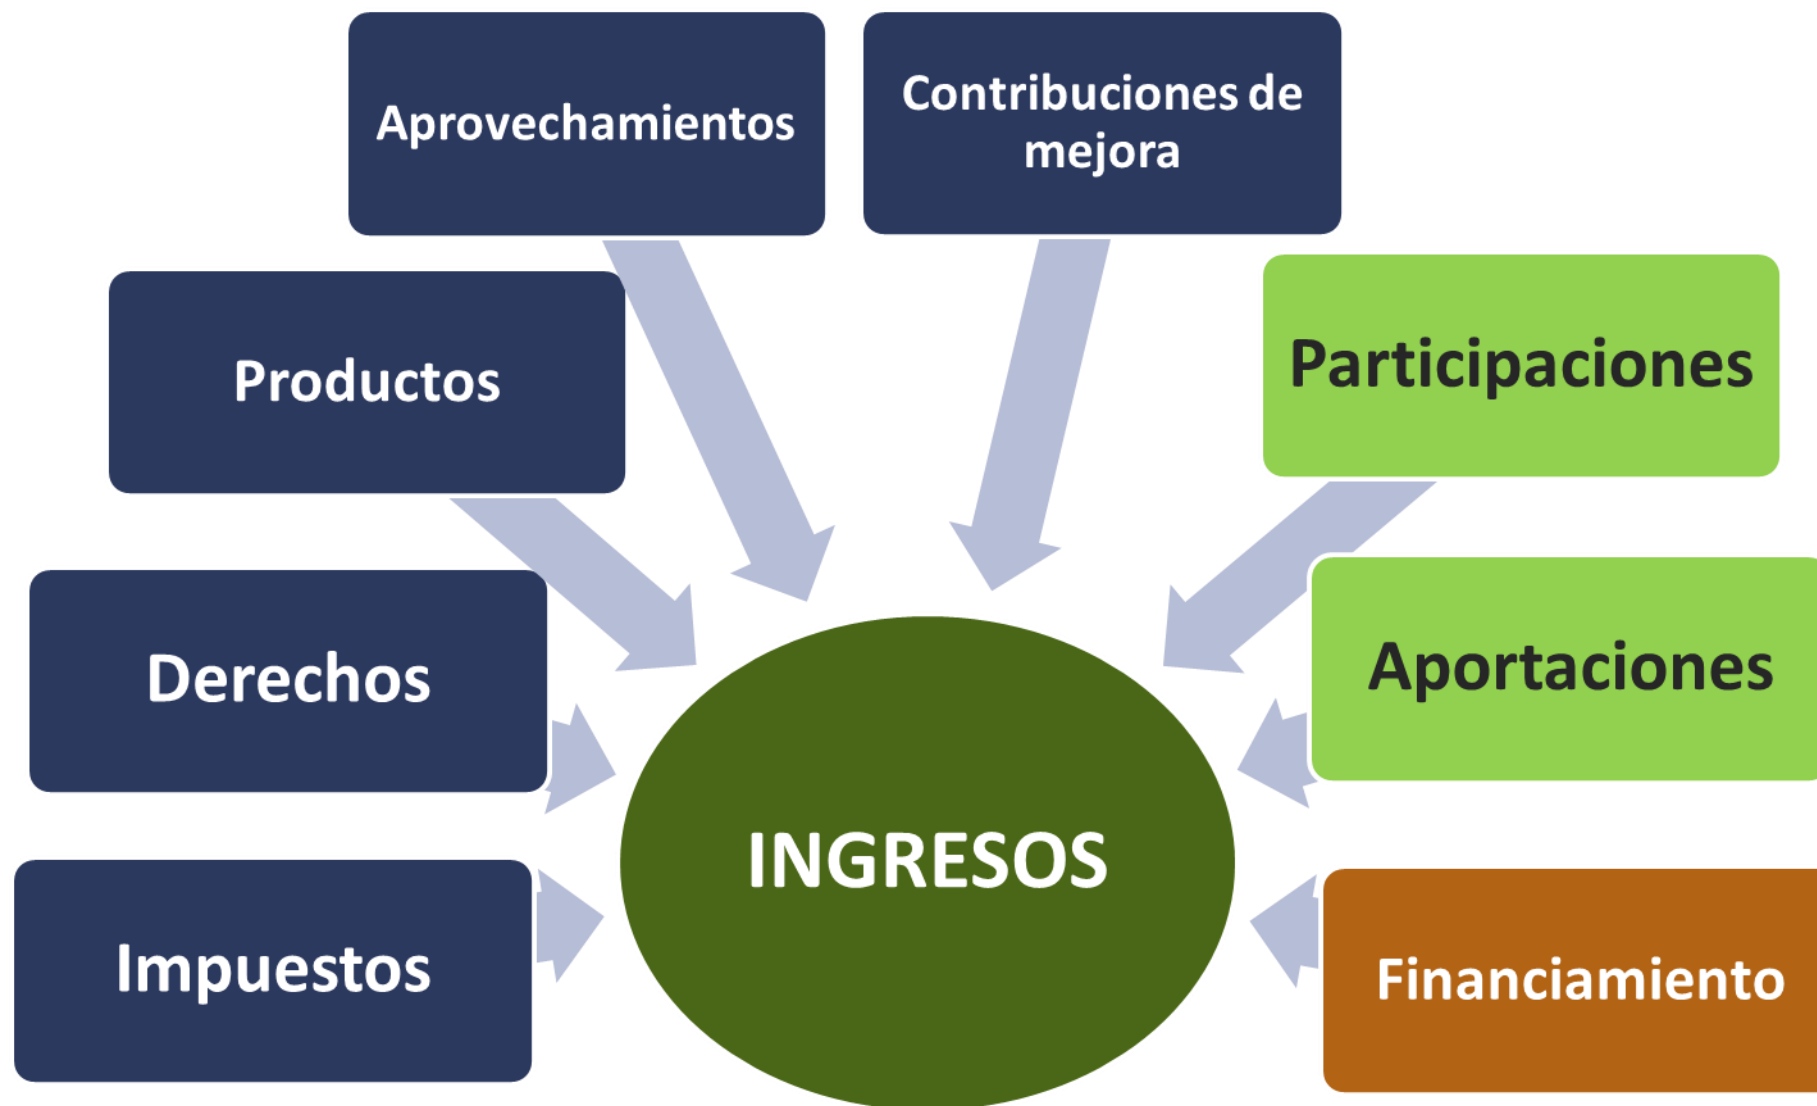 Aprovechamientos
Contribuciones de
mejora
Productos
Participaciones
Derechos
Aportaciones
INGRESOS
Impuestos
Financiamiento